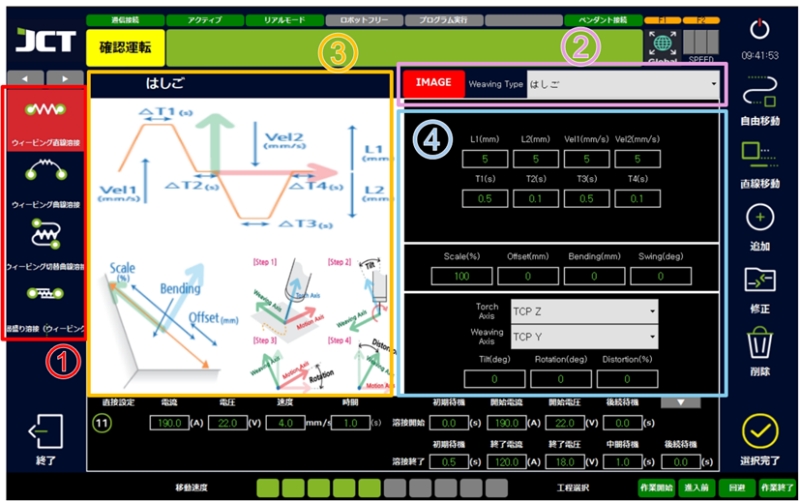 通信接続 アクティブ リアルモード ロボットフリー プログラム実行 ペンダント接続 F1 F2
JCT 確認運転 ③ ② Global SPEED
09:41:53
はしご
IMAGE Weaving Type はしご
ウィービング直線溶接
ウィービング曲線溶接
ウィービング切替曲線溶接
溶接(ウィービング
①
終了
△T1(s)
Vel2
(mm/s)
L1
(mm)
Vel1
(mm/s)
△T2(s)
△T4(s)
L2
(mm)
△T3(s)
Scale
(%)
Bending
Offset(mm)
[Step 1] [Step 2]
Tilt
Torch Axis
Weaving Axis
Motion Axis
Weaving Axis
[Step 3] [Step 4]
Weaving Axis
Rotation
Motion Axis
Distortion
Motion Axis
④
L1(mm) L2(mm) Vel1(mm/s) Vel2(mm/s)
5 5 5 5
T1(s) T2(s) T3(s) T4(s)
0.5 0.1 0.5 0.1
Scale(%) Offset(mm) Bending(mm) Swing(deg)
100 0 0 0
Torch Axis TCP Z
Weaving Axis TCP Y
Tilt(deg) Rotation(deg) Distortion(%)
0 0 0
自由移動
直線移動
追加
修正
削除
選択完了
直接設定 電流 電圧 速度 時間 初期待機 開始電流 開始電圧 後続待機
11 190.0 (A) 22.0 (V) 4.0 mm/s 1.0 (s) 溶接開始 0.0 (s) 190.0 (A) 22.0 (V) 0.0 (s)
初期待機 終了電流 終了電圧 中間待機 後続待機
溶接終了 0.5 (s) 120.0 (A) 18.0 (V) 1.0 (s) 0.0 (s)
移動速度 工程選択 作業開始 進入前 回避 作業終了